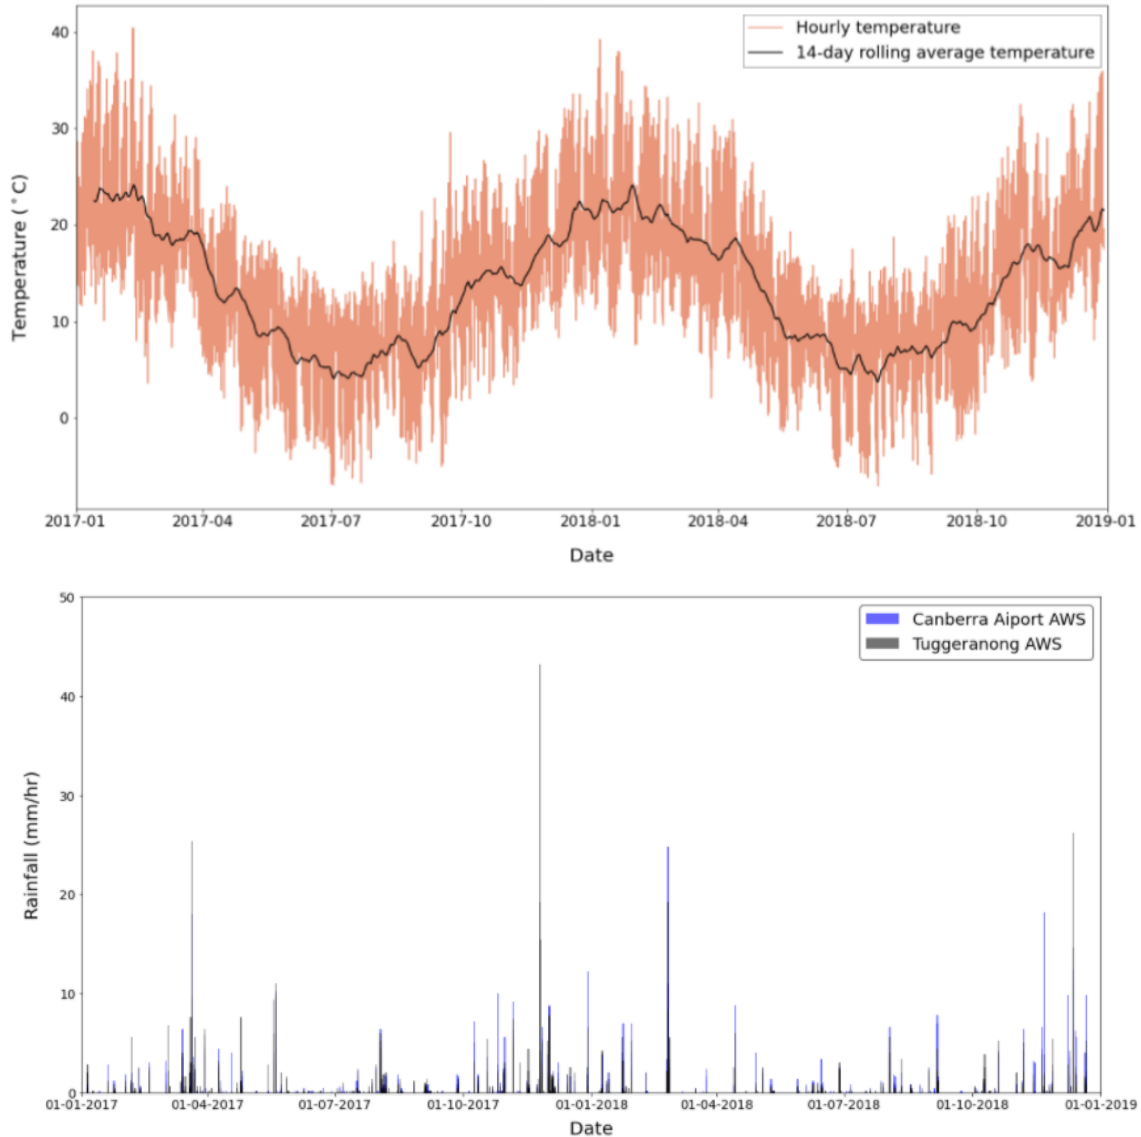 Hourly temperature
14-day rolling average temperature
40
30
20
10
0
Temperature (°C)
2017-01 2017-04 2017-07 2017-10 2018-01 2018-04 2018-07 2018-10 2019-01
Date
Canberra Aiport AWS
Tuggeranong AWS
50
40
30
20
10
0
Rainfall (mm/hr)
01-01-2017 01-04-2017 01-07-2017 01-10-2017 01-01-2018 01-04-2018 01-07-2018 01-10-2018 01-01-2019
Date